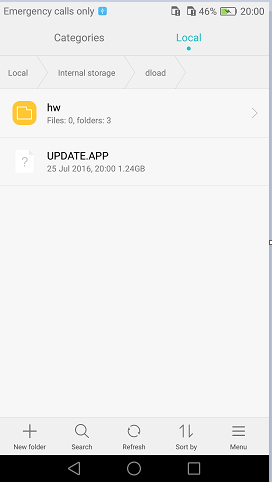 Emergency calls only 46% 20:00
Categories Local
Local Internal storage dload
hw
Files: 0, folders: 3
?
UPDATE.APP
25 Jul 2016, 20:00 1.24GB
New folder Search Refresh Sort by Menu